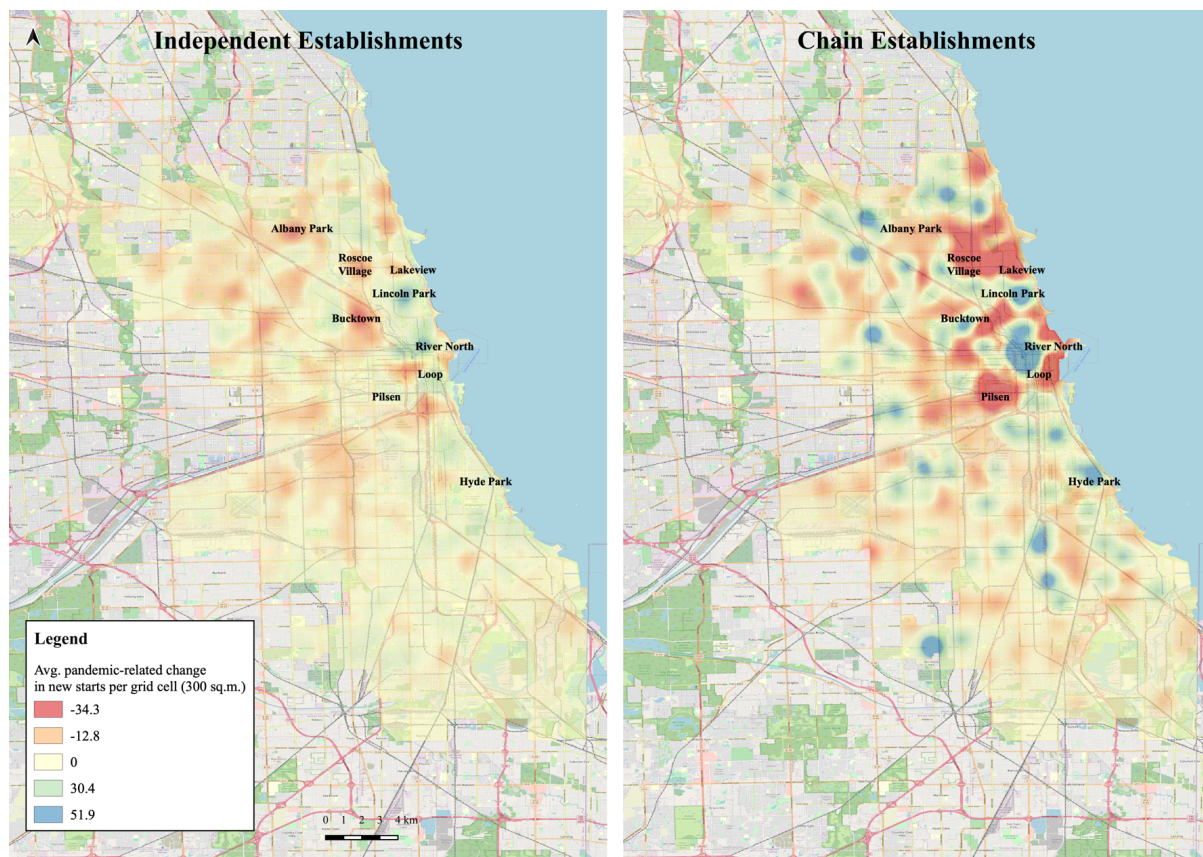 Independent Establishments
Albany Park
Roscoe
Village
Lakeview
Lincoln Park
Bucktown
River North
Loop
Pilsen
Hyde Park
Legend
Avg. pandemic-related change
in new starts per grid cell (300 sq.m.)
-34.3
-12.8
0
30.4
51.9
0 2 4 km
Chain Establishments
Albany Park
Roscoe
Village
Lakeview
Lincoln Park
Bucktown
River North
Loop
Pilsen
Hyde Park